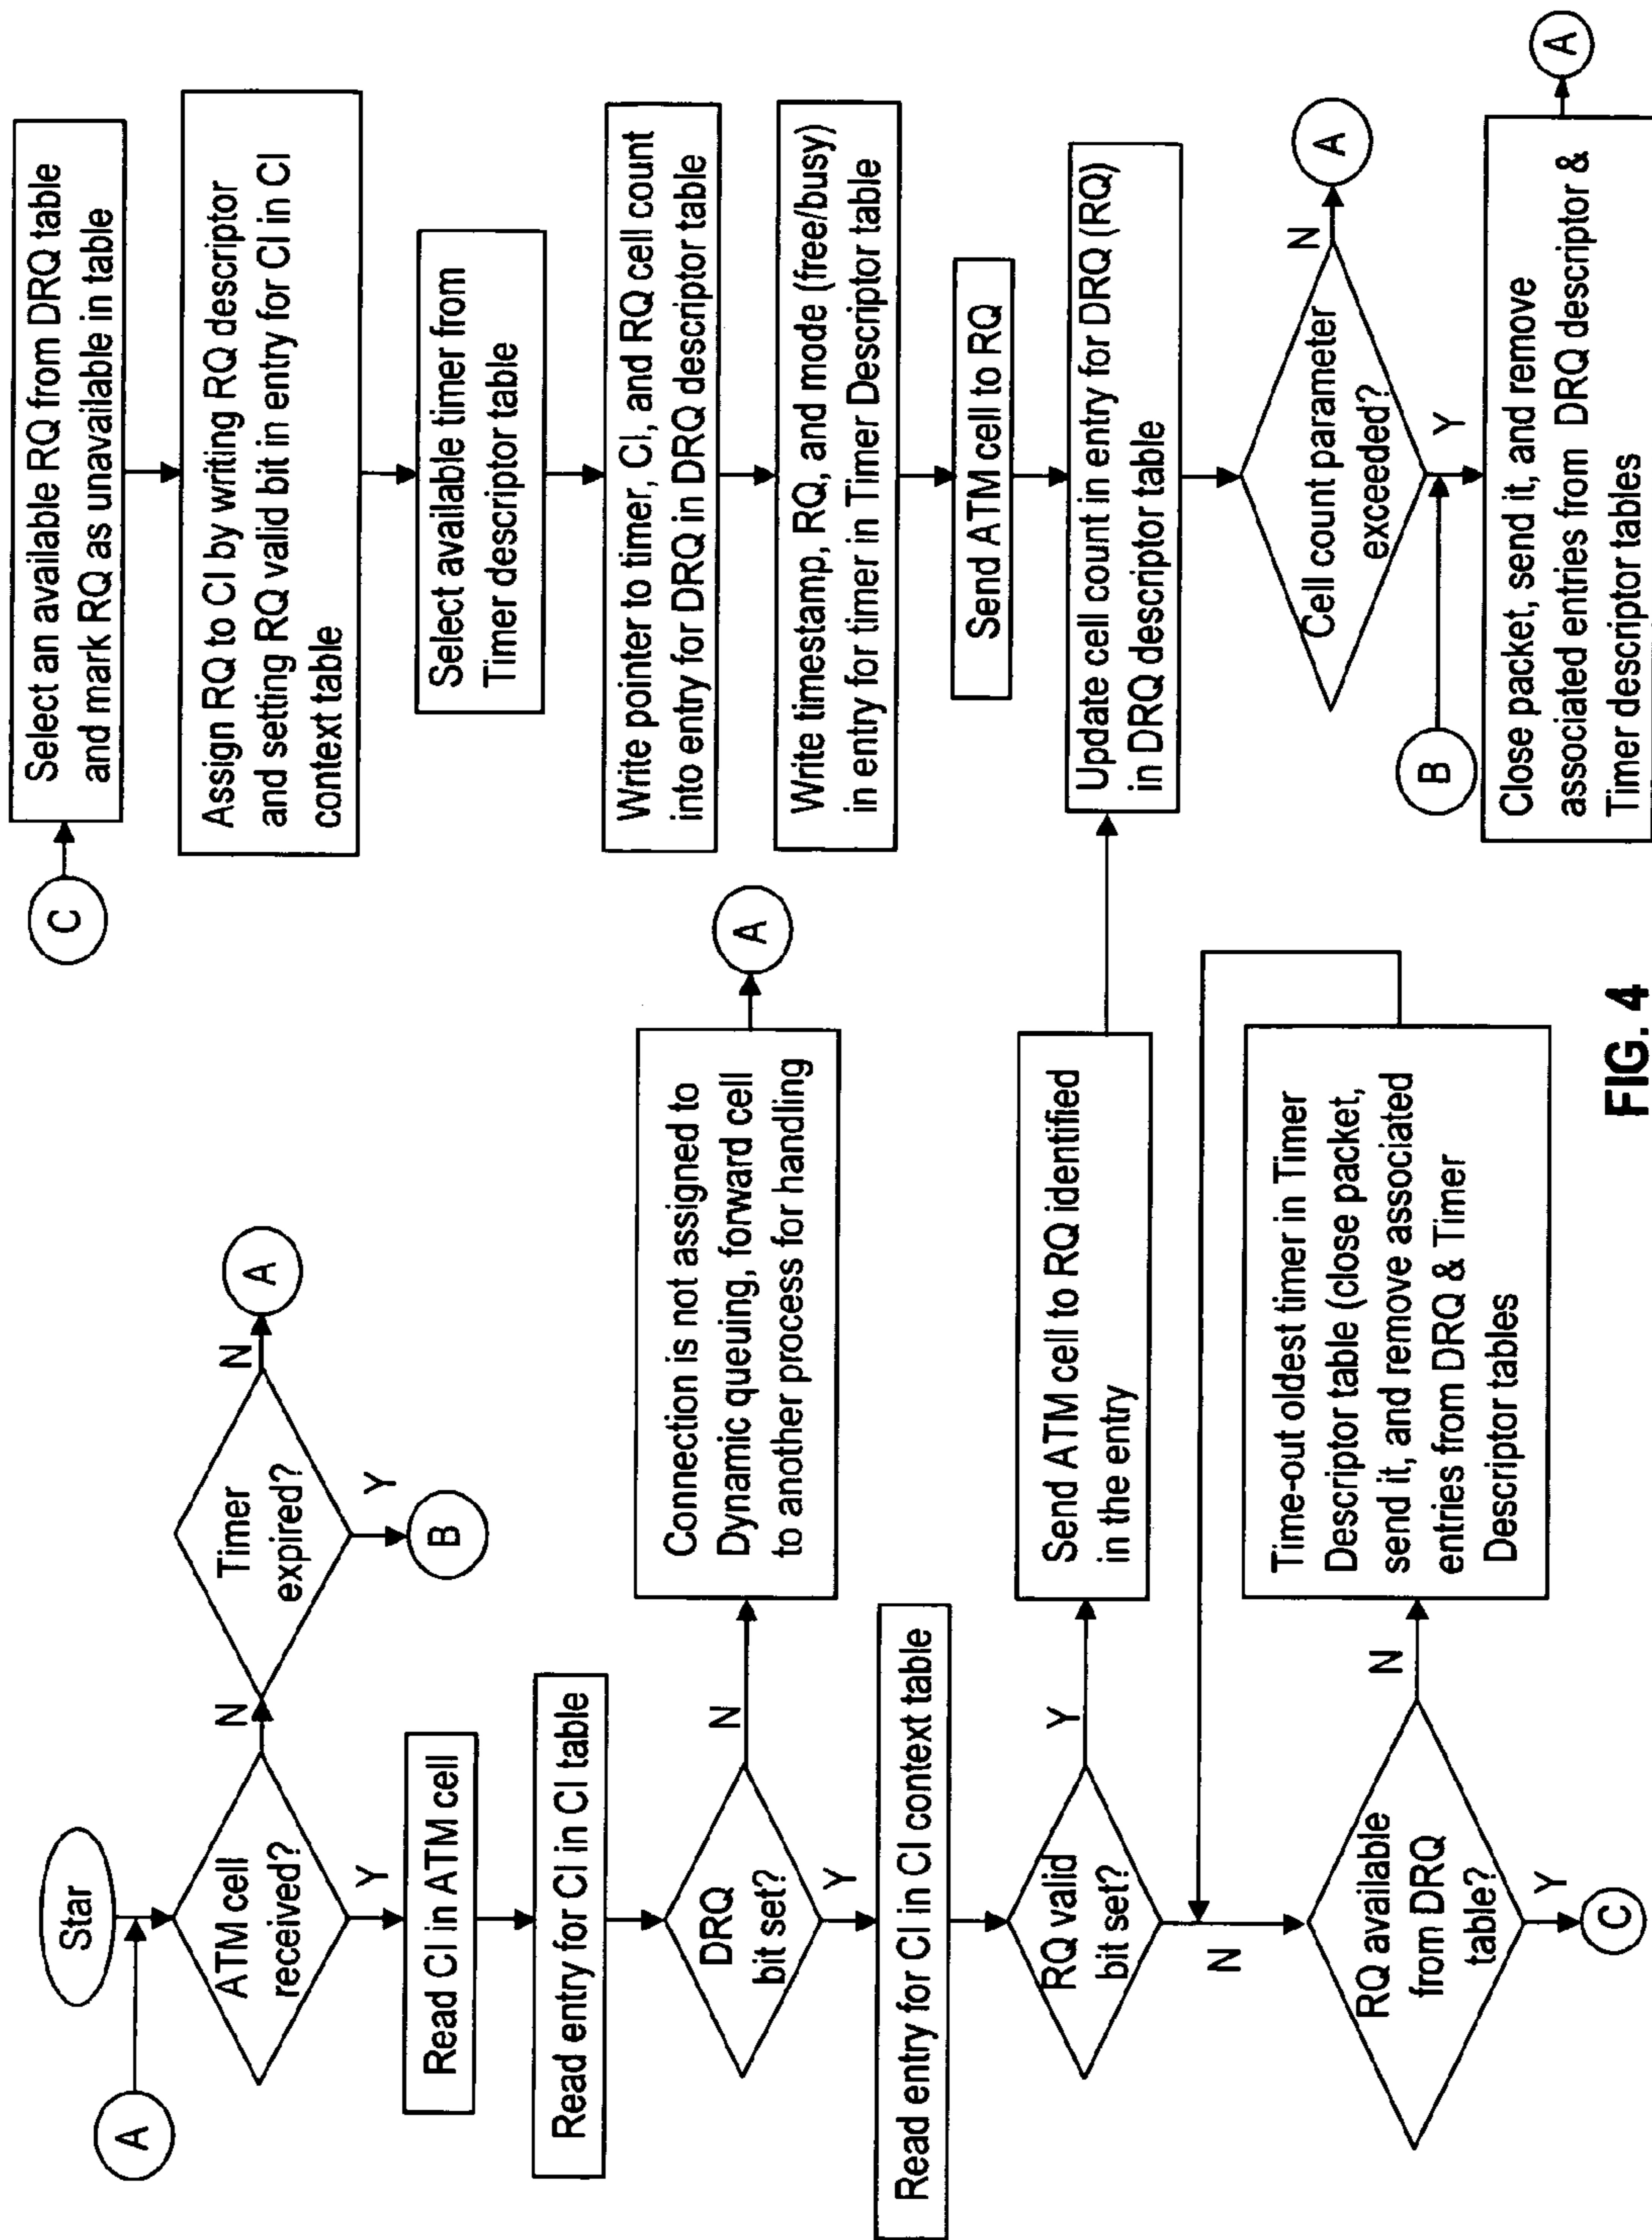 Star
A
ATM cell
received?
N
Timer
expired?
N
A
Y
B
Y
Read CI in ATM cell
Read entry for CI in CI table
DRQ
bit set?
N
Connection is not assigned to
Dynamic queuing, forward cell
to another process for handling
A
Y
Read entry for CI in CI context table
RQ valid
bit set?
Y
Send ATM cell to RQ identified
in the entry
N
RQ available
from DRQ
table?
N
Time-out oldest timer in Timer
Descriptor table (close packet,
send it, and remove associated
entries from DRQ & Timer
Descriptor tables
Y
C
C
Select an available RQ from DRQ table
and mark RQ as unavailable in table
Assign RQ to CI by writing RQ descriptor
and setting RQ valid bit in entry for CI in CI
context table
Select available timer from
Timer descriptor table
Write pointer to timer, CI, and RQ cell count
into entry for DRQ in DRQ descriptor table
Write timestamp, RQ, and mode (free/busy)
in entry for timer in Timer Descriptor table
Send ATM cell to RQ
Update cell count in entry for DRQ (RQ)
in DRQ descriptor table
Cell count parameter
exceeded?
N
A
Y
B
Close packet, send it, and remove
associated entries from DRQ descriptor &
Timer descriptor tables
A
FIG. 4